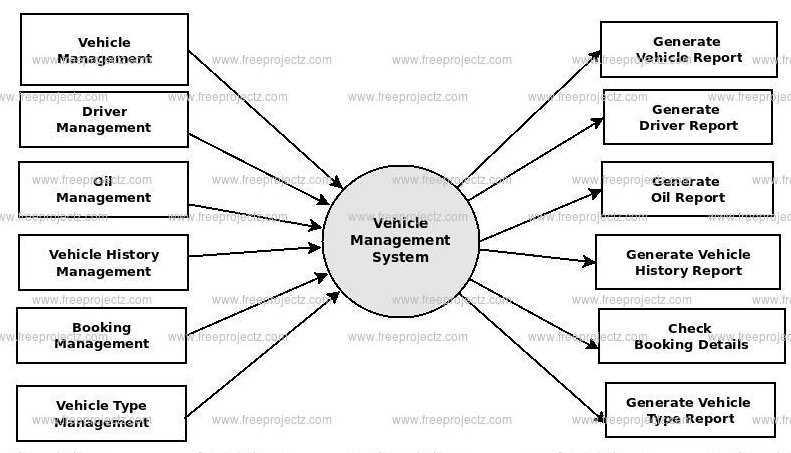 Vehicle
Management
Driver
Management
Oil
Management
Vehicle History
Management
Booking
Management
Vehicle Type
Management
Vehicle
Management
System
Generate
Vehicle Report
Generate
Driver Report
Generate
Oil Report
Generate Vehicle
History Report
Check
Booking Details
Generate Vehicle
Type Report
www.freeprojectz.com